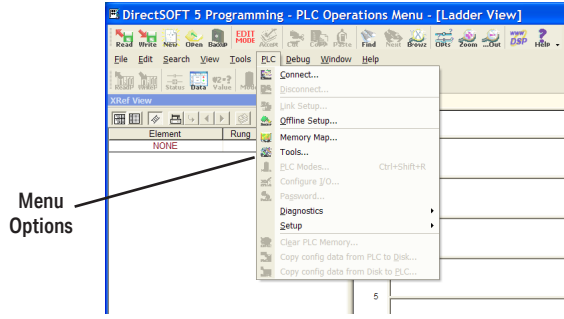 DirectSOFT 5 Programming - PLC Operations Menu - [Ladder View]
Read Write New Open Backup EDIT MODE Accept Cut Copy Paste Find Next Browz Opts Zoom ...Out DSP Help
File Edit Search View Tools PLC Debug Window Help
Read Write Status Data Value
XRef View
Element Rung
NONE
Connect...
Disconnect...
Link Setup...
Offline Setup...
Memory Map...
Tools...
PLC Modes... Ctrl+Shift+R
Configure I/O...
Password...
Diagnostics
Setup
Clear PLC Memory...
Copy config data from PLC to Disk...
Copy config data from Disk to PLC...
Menu
Options
5